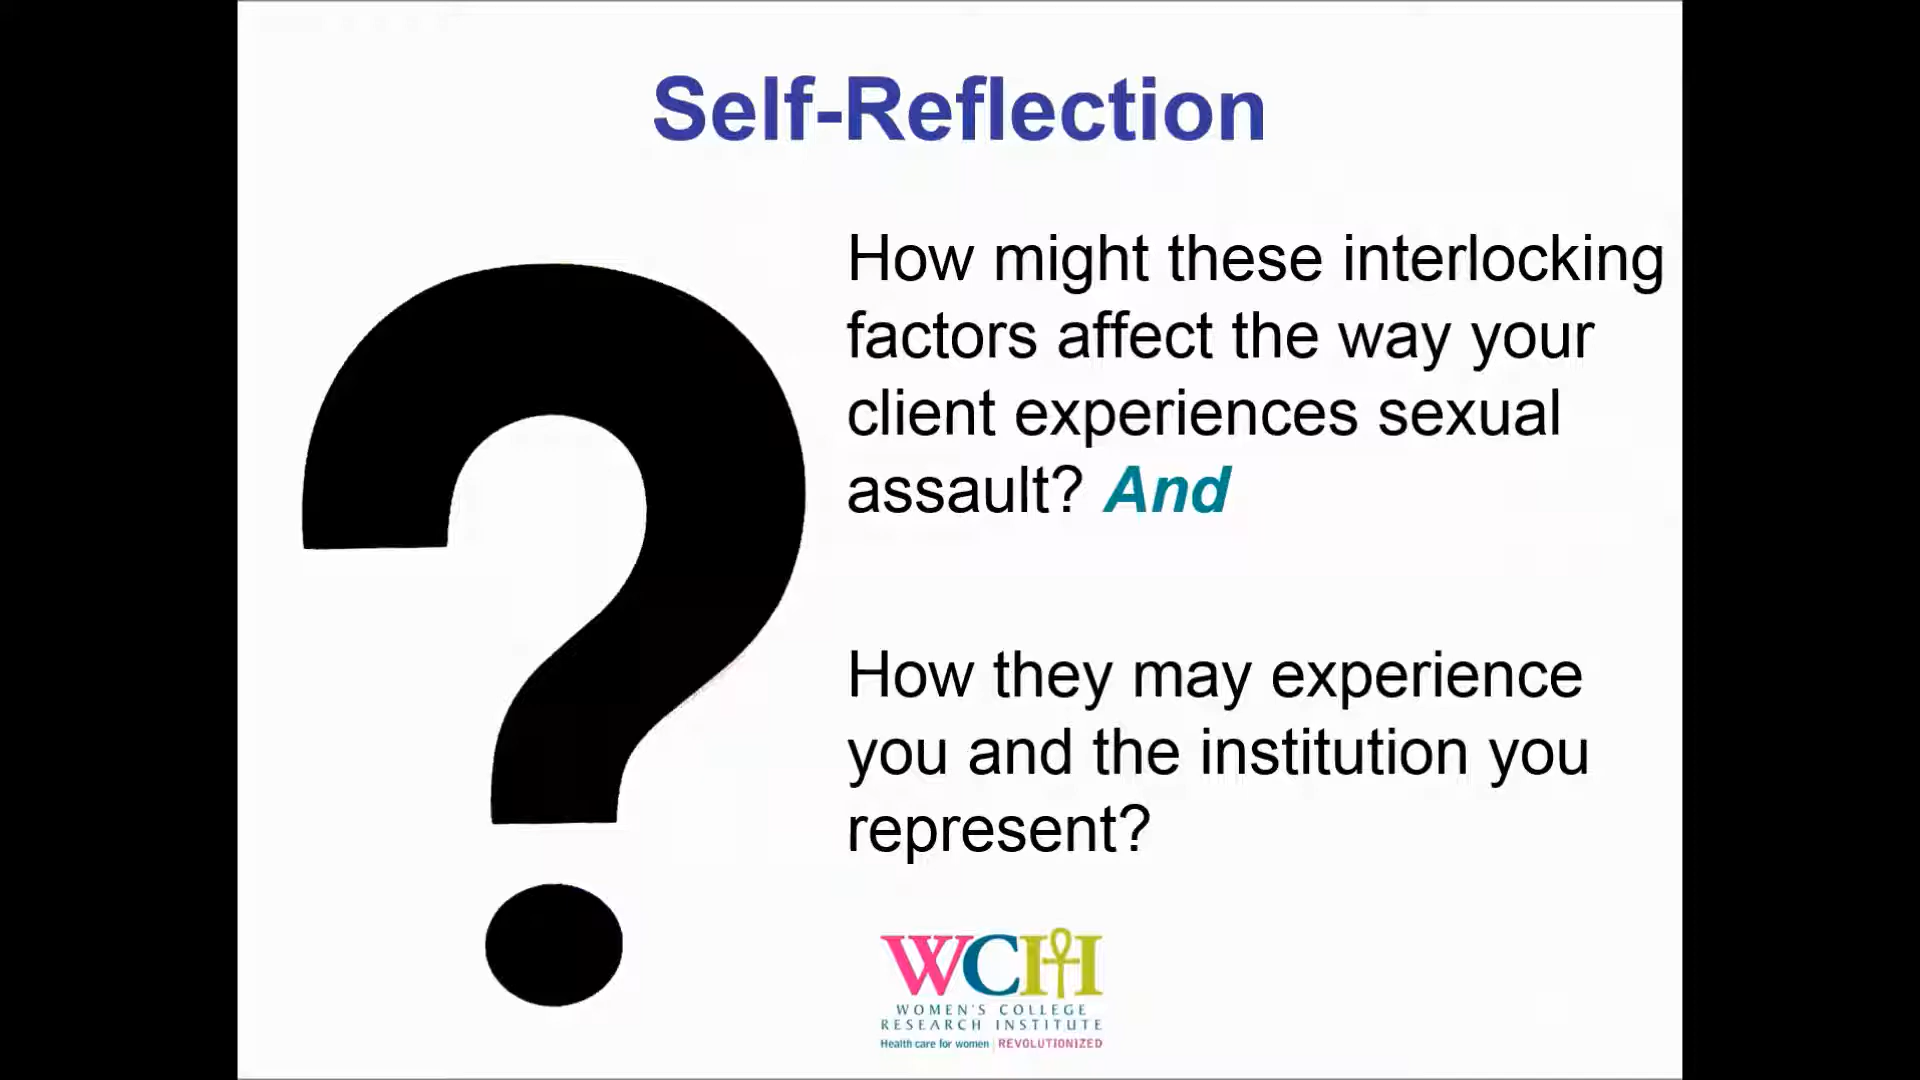 Self-Reflection
How might these interlocking
factors affect the way your
client experiences sexual
assault? And
How they may experience
you and the institution you
represent?
WCH
WOMEN'S COLLEGE
RESEARCH INSTITUTE
Health care for women | REVOLUTIONIZED